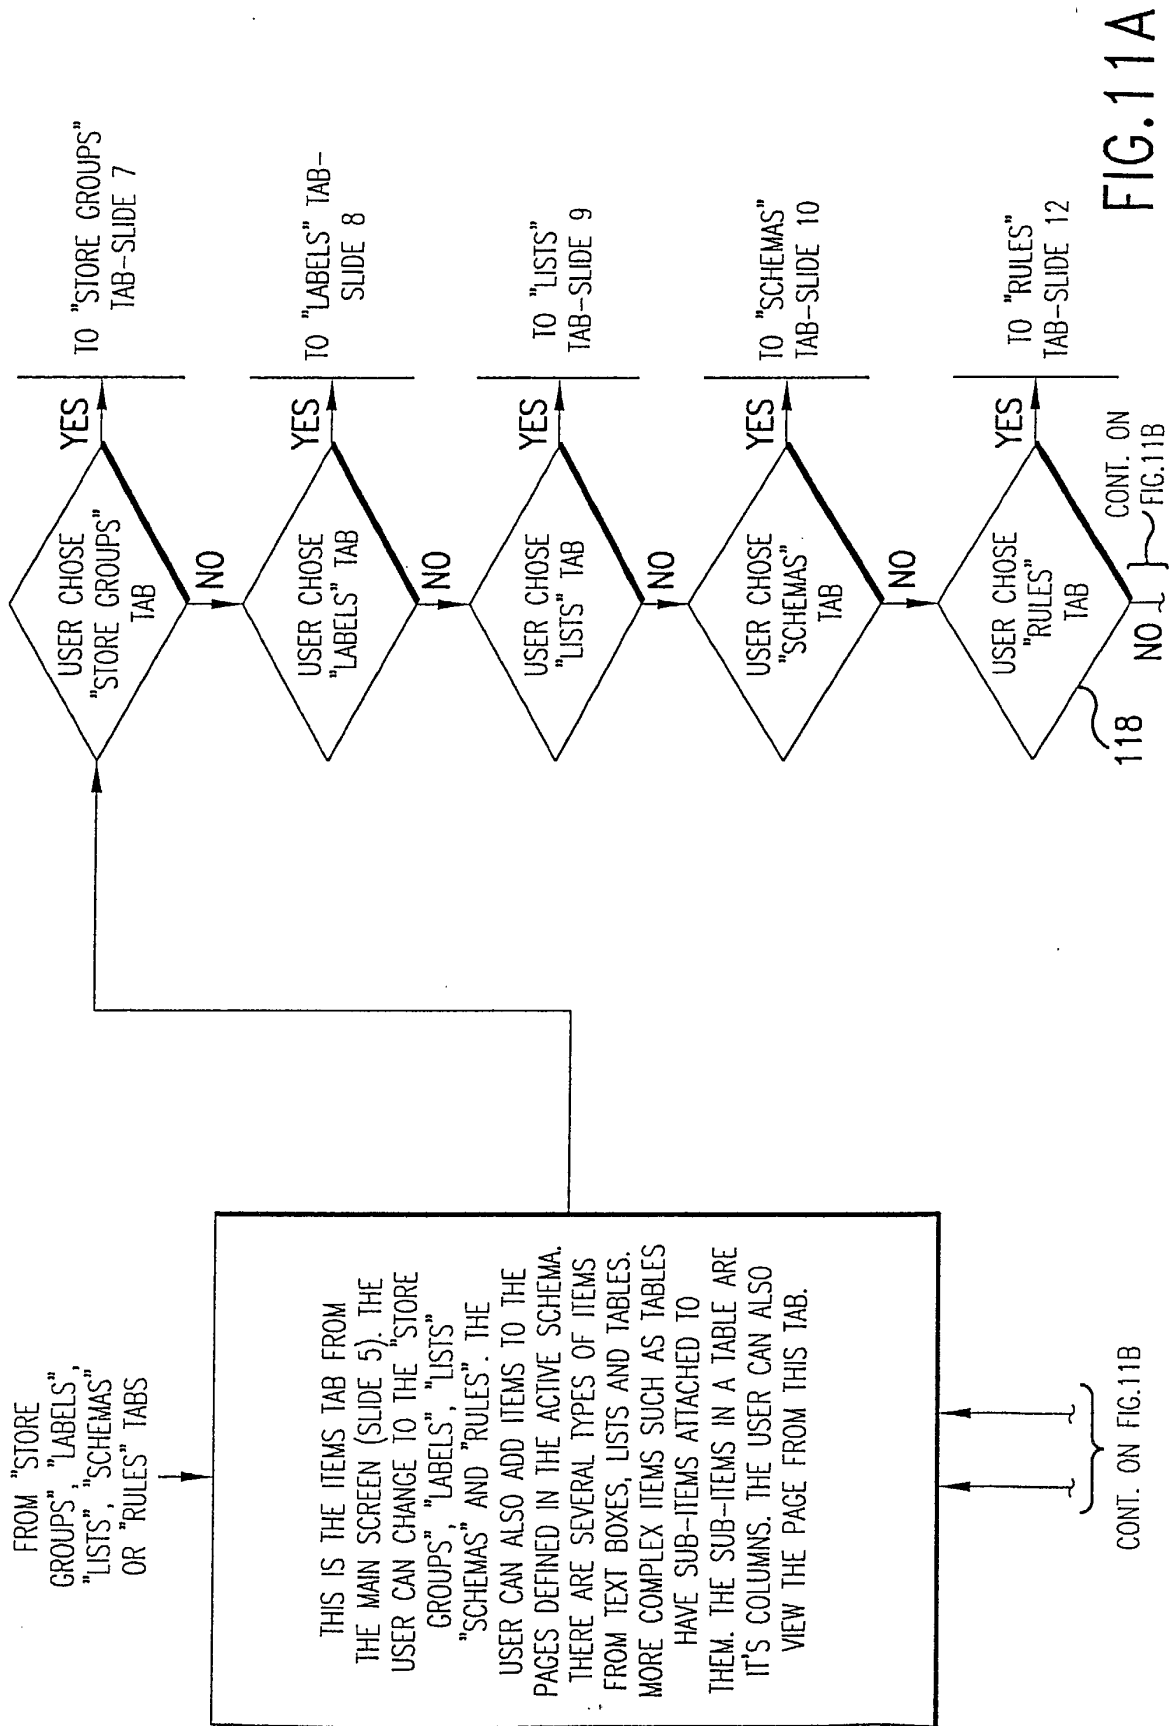 FROM "STORE
GROUPS", "LABELS",
"LISTS", "SCHEMAS"
OR "RULES" TABS
THIS IS THE ITEMS TAB FROM
THE MAIN SCREEN (SLIDE 5). THE
USER CAN CHANGE TO THE "STORE
GROUPS", "LABELS", "LISTS"
"SCHEMAS" AND "RULES". THE
USER CAN ALSO ADD ITEMS TO THE
PAGES DEFINED IN THE ACTIVE SCHEMA.
THERE ARE SEVERAL TYPES OF ITEMS
FROM TEXT BOXES, LISTS AND TABLES.
MORE COMPLEX ITEMS SUCH AS TABLES
HAVE SUB-ITEMS ATTACHED TO
THEM. THE SUB-ITEMS IN A TABLE ARE
IT'S COLUMNS. THE USER CAN ALSO
VIEW THE PAGE FROM THIS TAB.
CONT. ON FIG.11B
USER CHOSE
"STORE GROUPS"
TAB
YES
TO "STORE GROUPS"
TAB-SLIDE 7
NO
USER CHOSE
"LABELS" TAB
YES
TO "LABELS" TAB-
SLIDE 8
NO
USER CHOSE
"LISTS" TAB
YES
TO "LISTS"
TAB-SLIDE 9
NO
USER CHOSE
"SCHEMAS"
TAB
YES
TO "SCHEMAS"
TAB-SLIDE 10
NO
USER CHOSE
"RULES"
TAB
YES
TO "RULES"
TAB-SLIDE 12
118
NO
CONT. ON
FIG.11B
FIG.11A